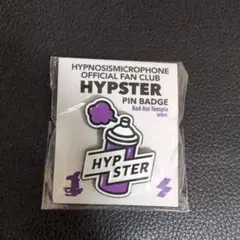 HYPNOSISMICROPHONE
OFFICIAL FAN CLUB
HYPSTER
PIN BADGE
Bad Ass Temple
ver.
HYP
STER